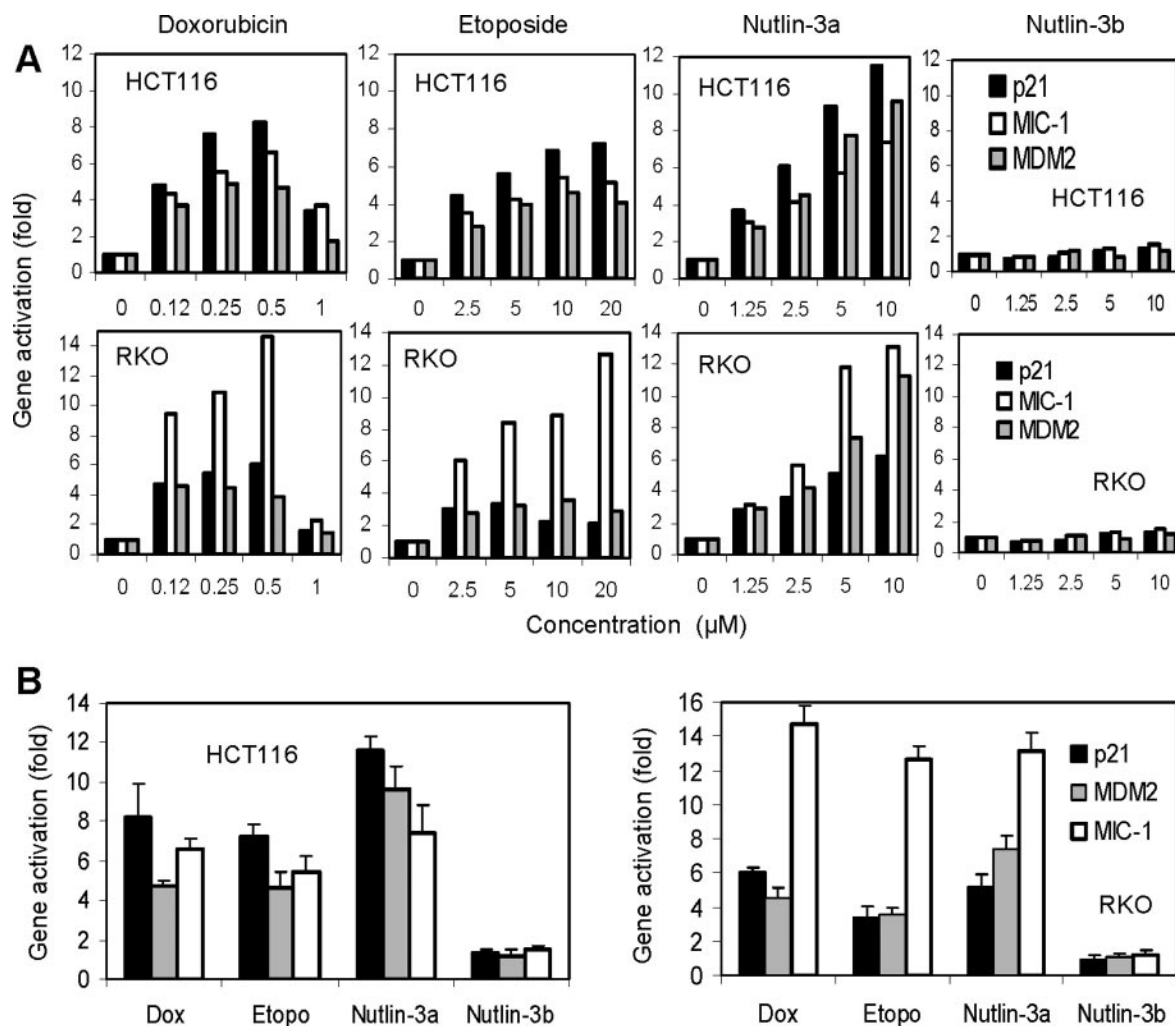 Doxorubicin Etoposide Nutlin-3a Nutlin-3b
A
Gene activation (fold)
12
10
8
6
4
2
0
HCT116
0 0.12 0.25 0.5 1
12
10
8
6
4
2
0
HCT116
0 2.5 5 10 20
12
10
8
6
4
2
0
HCT116
0 1.25 2.5 5 10
12
10
8
6
4
2
0
p21
MIC-1
MDM2
HCT116
0 1.25 2.5 5 10
14
12
10
8
6
4
2
0
RKO
0 0.12 0.25 0.5 1
14
12
10
8
6
4
2
0
RKO
0 2.5 5 10 20
14
12
10
8
6
4
2
0
RKO
0 1.25 2.5 5 10
14
12
10
8
6
4
2
0
p21
MIC-1
MDM2
RKO
0 1.25 2.5 5 10
Concentration (µM)
B
Gene activation (fold)
14
12
10
8
6
4
2
0
HCT116
Dox Etopo Nutlin-3a Nutlin-3b
Gene activation (fold)
16
14
12
10
8
6
4
2
0
p21
MDM2
MIC-1
RKO
Dox Etopo Nutlin-3a Nutlin-3b